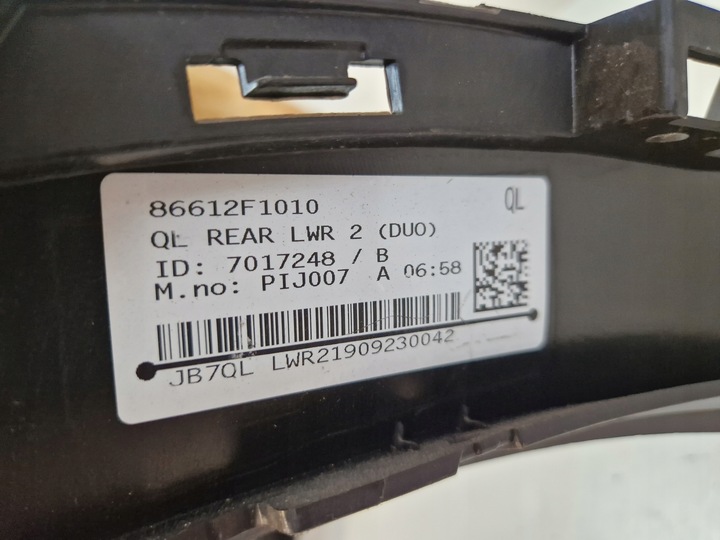 86612F1010 QL
QL REAR LWR 2 (DUO)
ID: 7017248 / B
M.no: PIJ007 A 06:58
JB7QL LWR21909230042